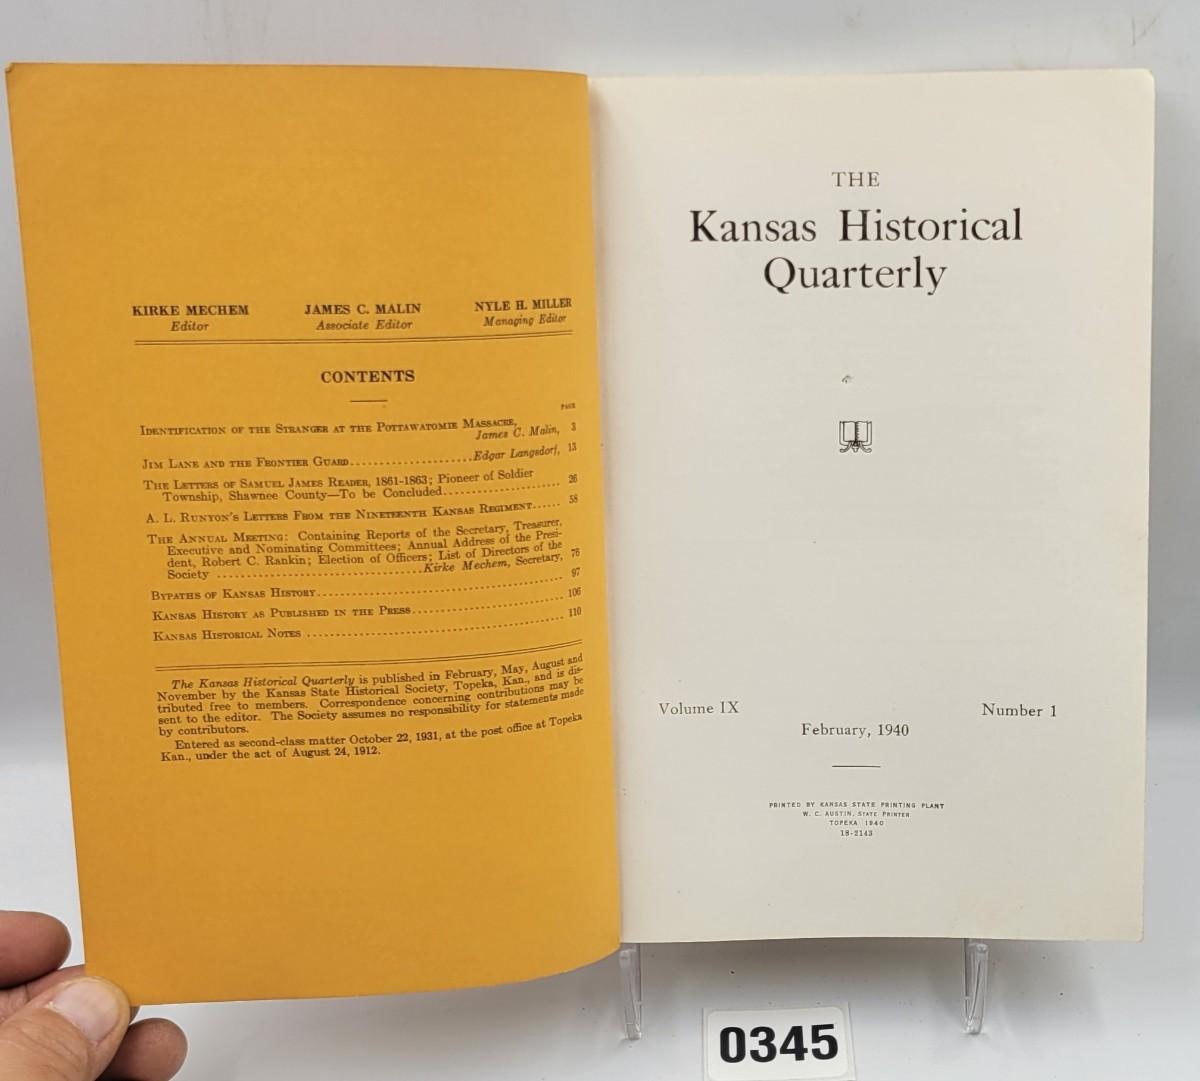 KIRKE MECHEM JAMES C. MALIN NYLE H. MILLER
Editor Associate Editor Managing Editor
CONTENTS
PAGE
Identification of the Stranger at the Pottawatomie Massacre,
James C. Malin, 3
Jim Lane and the Frontier Guard......................Edgar Langsdorf, 13
The Letters of Samuel James Reader, 1861-1863; Pioneer of Soldier
Township, Shawnee County—To be Concluded...................... 26
A. L. Runyon's Letters From the Nineteenth Kansas Regiment...... 58
The Annual Meeting: Containing Reports of the Secretary, Treasurer,
Executive and Nominating Committees; Annual Address of the Presi-
dent, Robert C. Rankin; Election of Officers; List of Directors of the
Society ...............................Kirke Mechem, Secretary, 76
Bypaths of Kansas History.............................................. 97
Kansas History as Published in the Press............................ 106
Kansas Historical Notes ................................................ 110
The Kansas Historical Quarterly is published in February, May, August and
November by the Kansas State Historical Society, Topeka, Kan., and is dis-
tributed free to members. Correspondence concerning contributions may be
sent to the editor. The Society assumes no responsibility for statements made
by contributors.
Entered as second-class matter October 22, 1931, at the post office at Topeka
Kan., under the act of August 24, 1912.
THE
Kansas Historical
Quarterly
Volume IX Number 1
February, 1940
PRINTED BY KANSAS STATE PRINTING PLANT
W. C. AUSTIN, STATE PRINTER
TOPEKA 1940
18-2143
0345